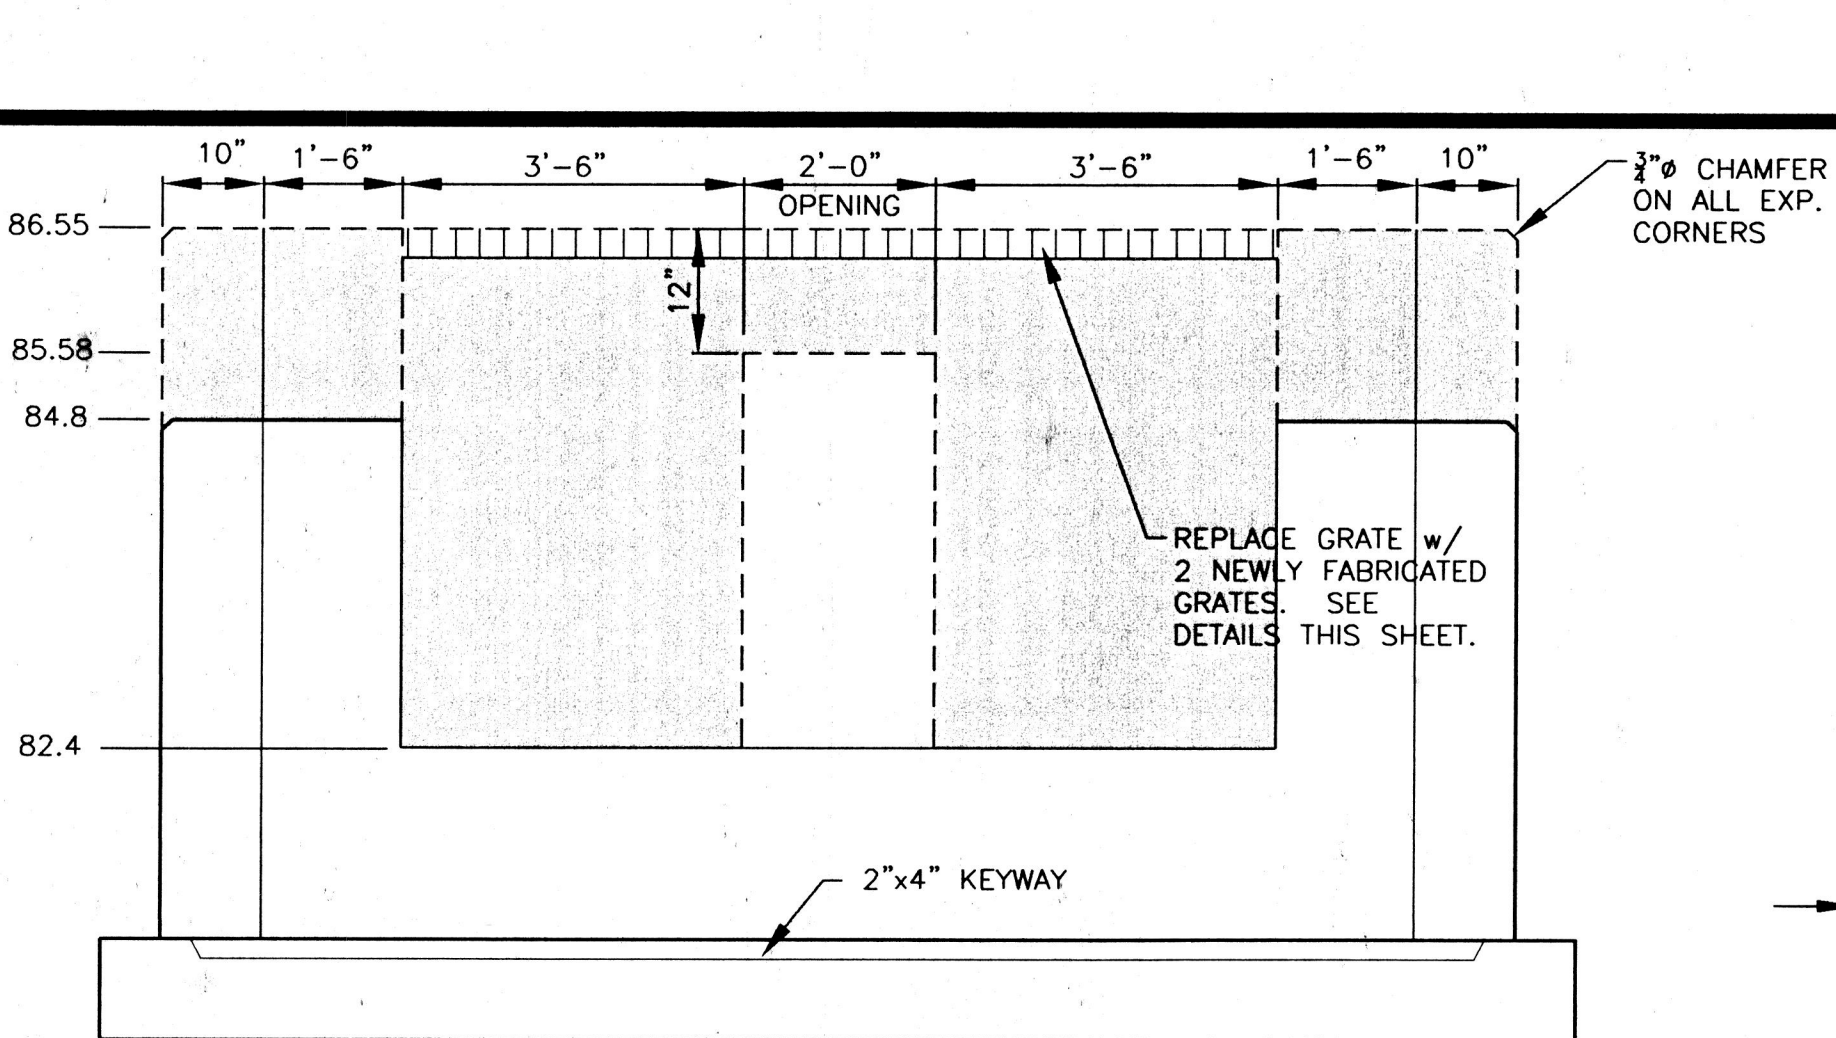 10" 1'-6" 3'-6" 2'-0" 3'-6" 1'-6" 10"
OPENING
3/4"ø CHAMFER
ON ALL EXP.
CORNERS
86.55
12"
85.58
84.8
REPLACE GRATE w/
2 NEWLY FABRICATED
GRATES. SEE
DETAILS THIS SHEET.
82.4
2"x4" KEYWAY